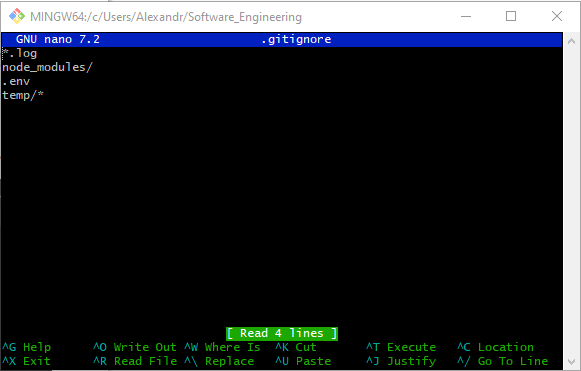 MINGW64:/c/Users/Alexandr/Software_Engineering
GNU nano 7.2 .gitignore
*.log
node_modules/
.env
temp/*
[ Read 4 lines ]
^G Help ^O Write Out ^W Where Is ^K Cut ^T Execute ^C Location
^X Exit ^R Read File ^\ Replace ^U Paste ^J Justify ^/ Go To Line